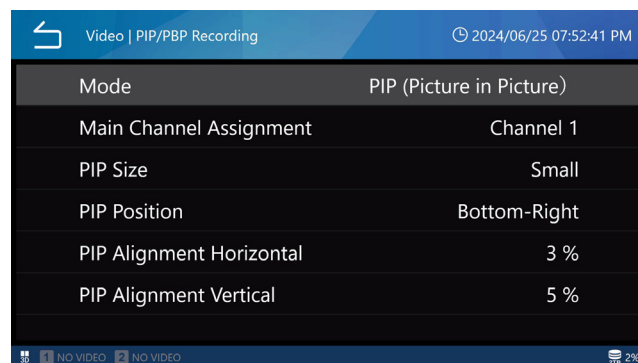 Video | PIP/PBP Recording 2024/06/25 07:52:41 PM
Mode PIP (Picture in Picture）
Main Channel Assignment Channel 1
PIP Size Small
PIP Position Bottom-Right
PIP Alignment Horizontal 3 %
PIP Alignment Vertical 5 %
3D 1 NO VIDEO 2 NO VIDEO 2%